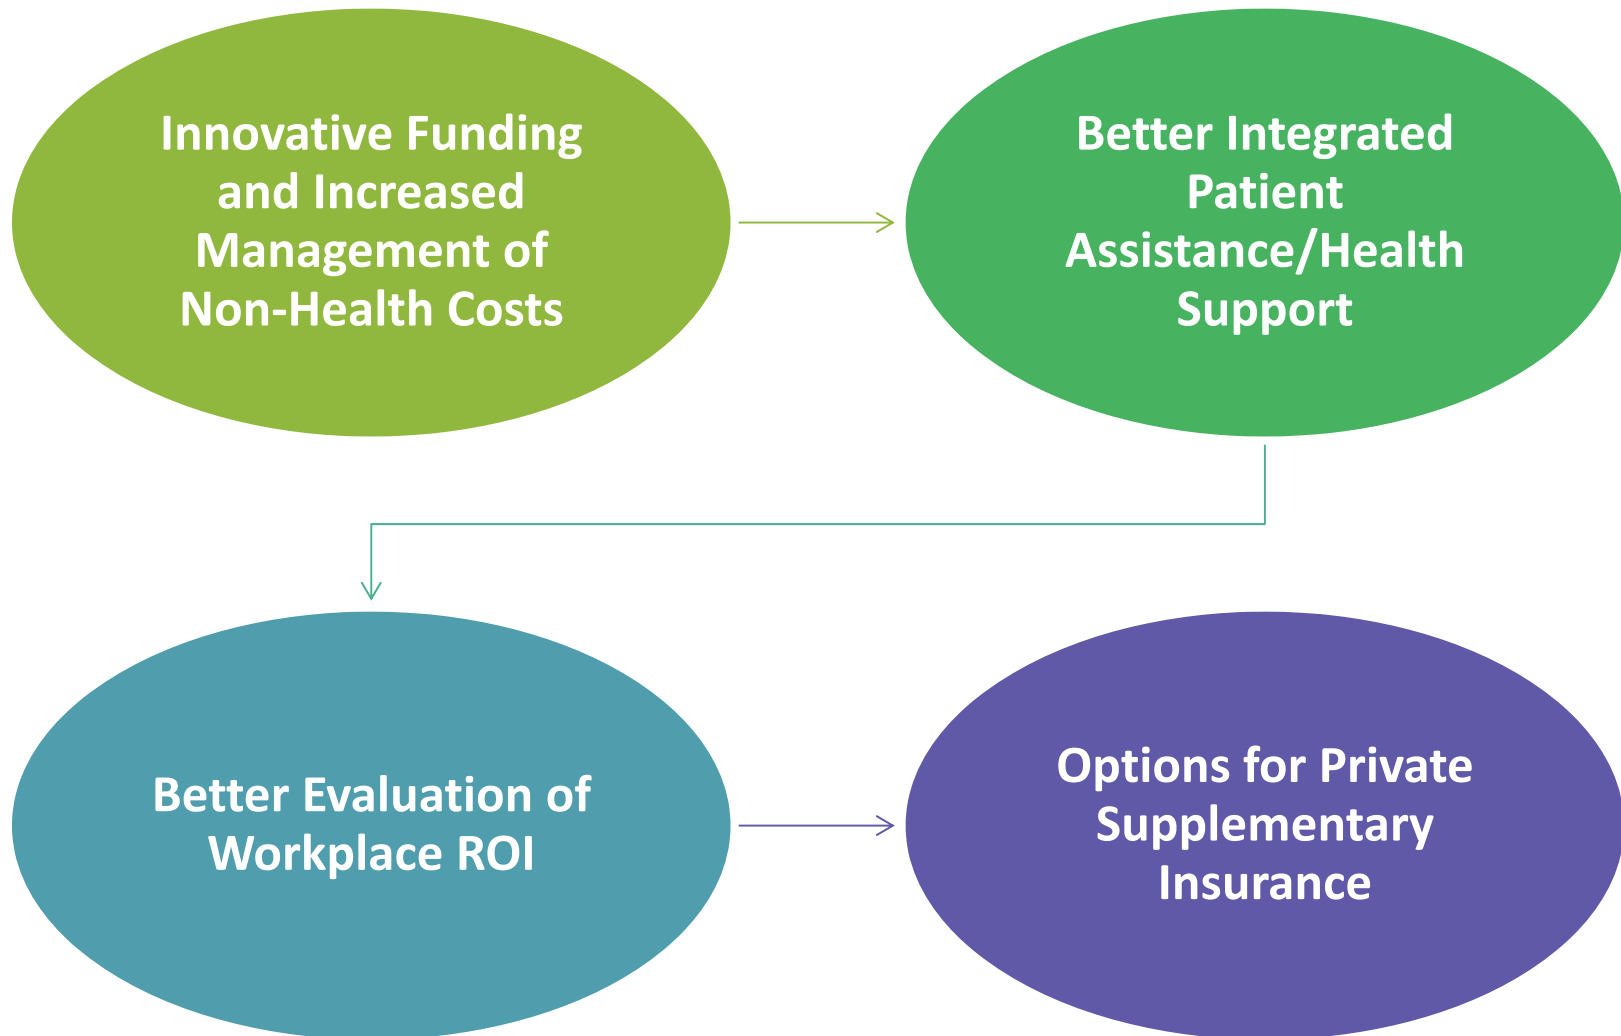 Innovative Funding
and Increased
Management of
Non-Health Costs
Better Integrated
Patient
Assistance/Health
Support
Better Evaluation of
Workplace ROI
Options for Private
Supplementary
Insurance